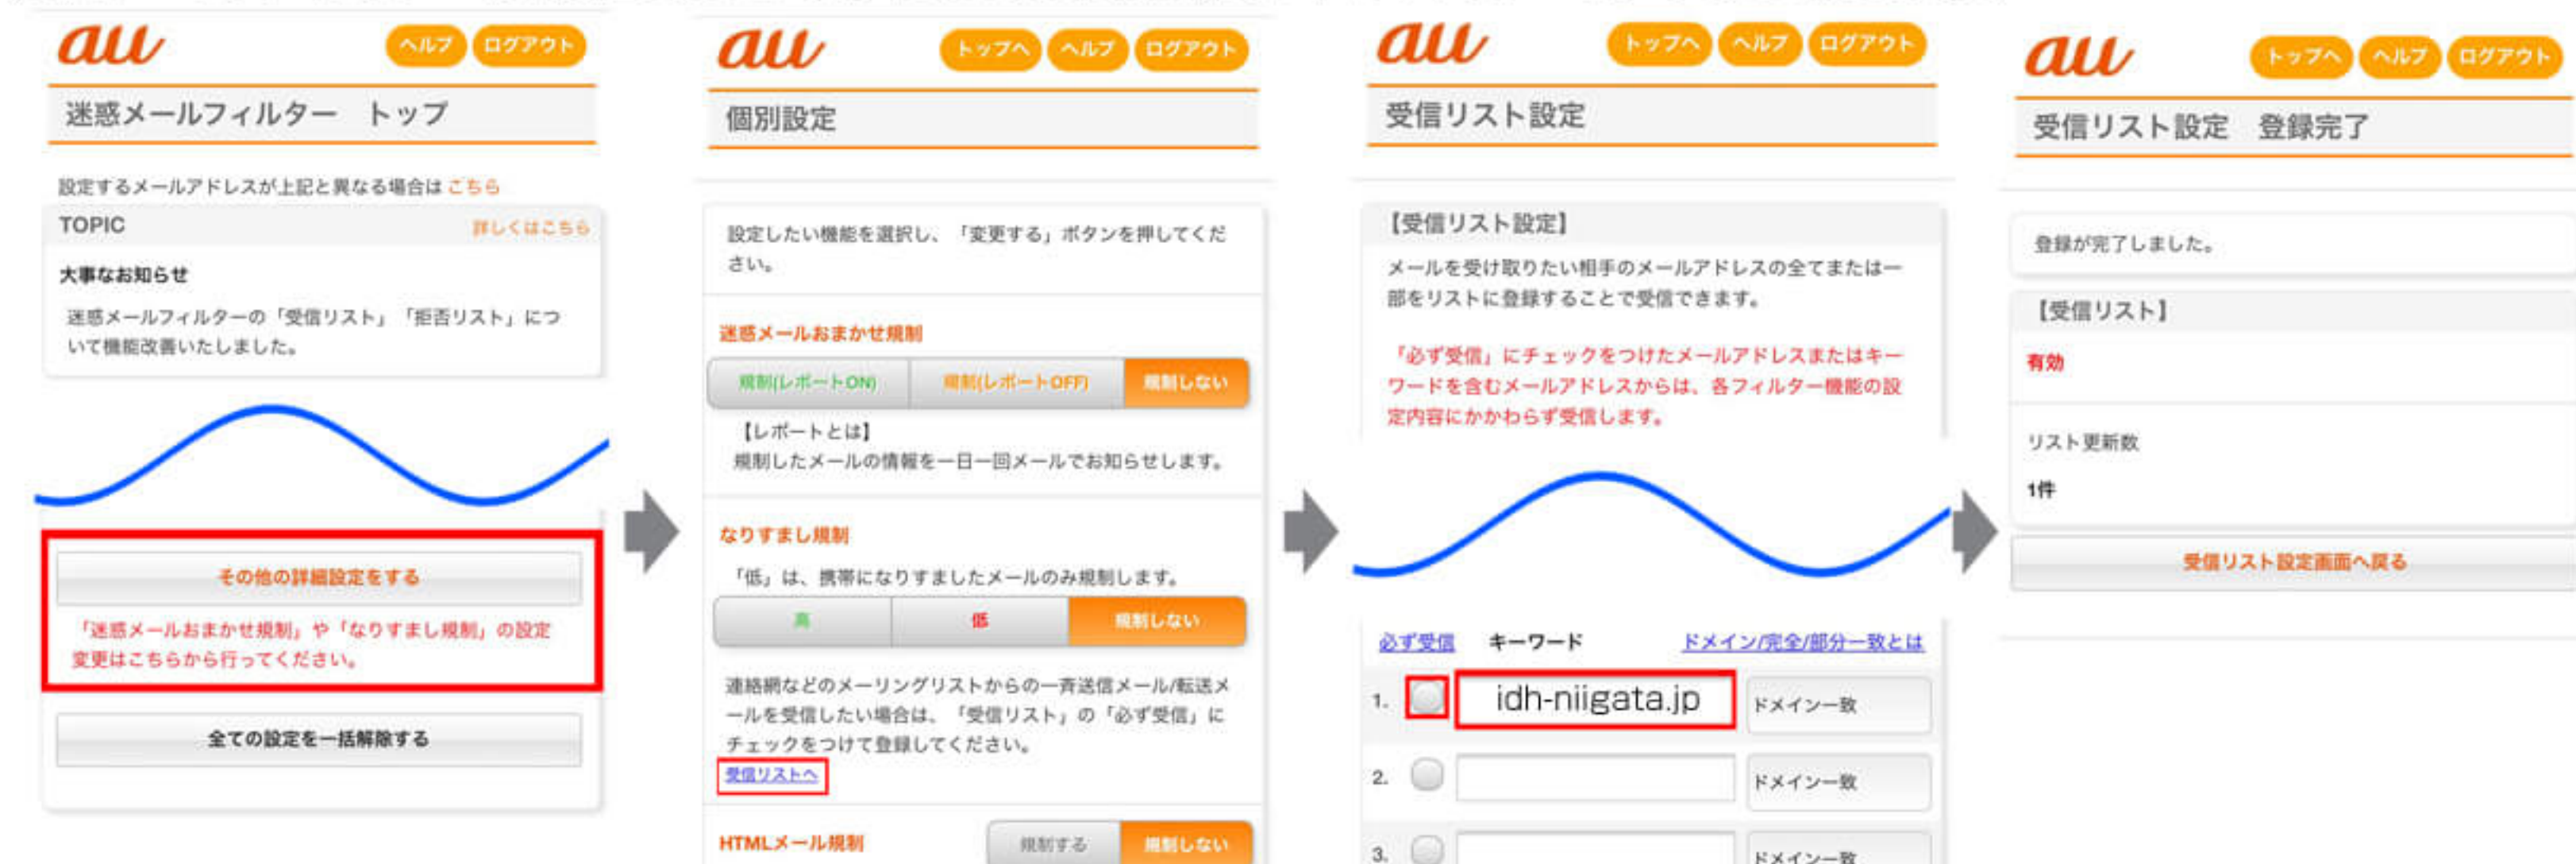 au
ヘルプ ログアウト
迷惑メールフィルター　トップ
設定するメールアドレスが上記と異なる場合は こちら
TOPIC 詳しくはこちら
大事なお知らせ
迷惑メールフィルターの「受信リスト」「拒否リスト」につ
いて機能改善いたしました。
その他の詳細設定をする
「迷惑メールおまかせ規制」や「なりすまし規制」の設定
変更はこちらから行ってください。
全ての設定を一括解除する
au
トップへ ヘルプ ログアウト
個別設定
設定したい機能を選択し、「変更する」ボタンを押してくだ
さい。
迷惑メールおまかせ規制
規制(レポートON) 規制(レポートOFF) 規制しない
【レポートとは】
規制したメールの情報を一日一回メールでお知らせします。
なりすまし規制
「低」は、携帯になりすましたメールのみ規制します。
高 低 規制しない
連絡網などのメーリングリストからの一斉送信メール/転送メ
ールを受信したい場合は、「受信リスト」の「必ず受信」に
チェックをつけて登録してください。
受信リストへ
HTMLメール規制 規制する 規制しない
au
トップへ ヘルプ ログアウト
受信リスト設定
【受信リスト設定】
メールを受け取りたい相手のメールアドレスの全てまたは一
部をリストに登録することで受信できます。
「必ず受信」にチェックをつけたメールアドレスまたはキー
ワードを含むメールアドレスからは、各フィルター機能の設
定内容にかかわらず受信します。
必ず受信 キーワード ドメイン/完全/部分一致とは
1. idh-niigata.jp ドメイン一致
2. ドメイン一致
3. ドメイン一致
au
トップへ ヘルプ ログアウト
受信リスト設定　登録完了
登録が完了しました。
【受信リスト】
有効
リスト更新数
1件
受信リスト設定画面へ戻る